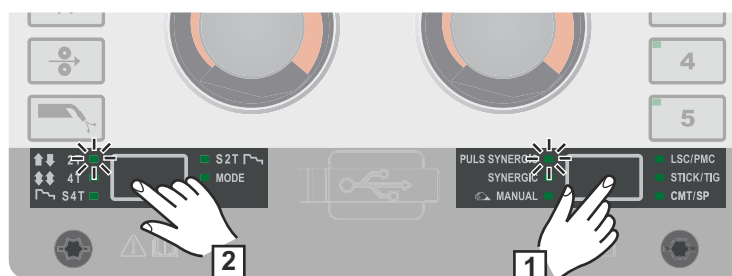 4
5
2T
S2T
PULS SYNERGIC
LSC/PMC
4T
MODE
SYNERGIC
STICK/TIG
S4T
MANUAL
CMT/SP
2
1